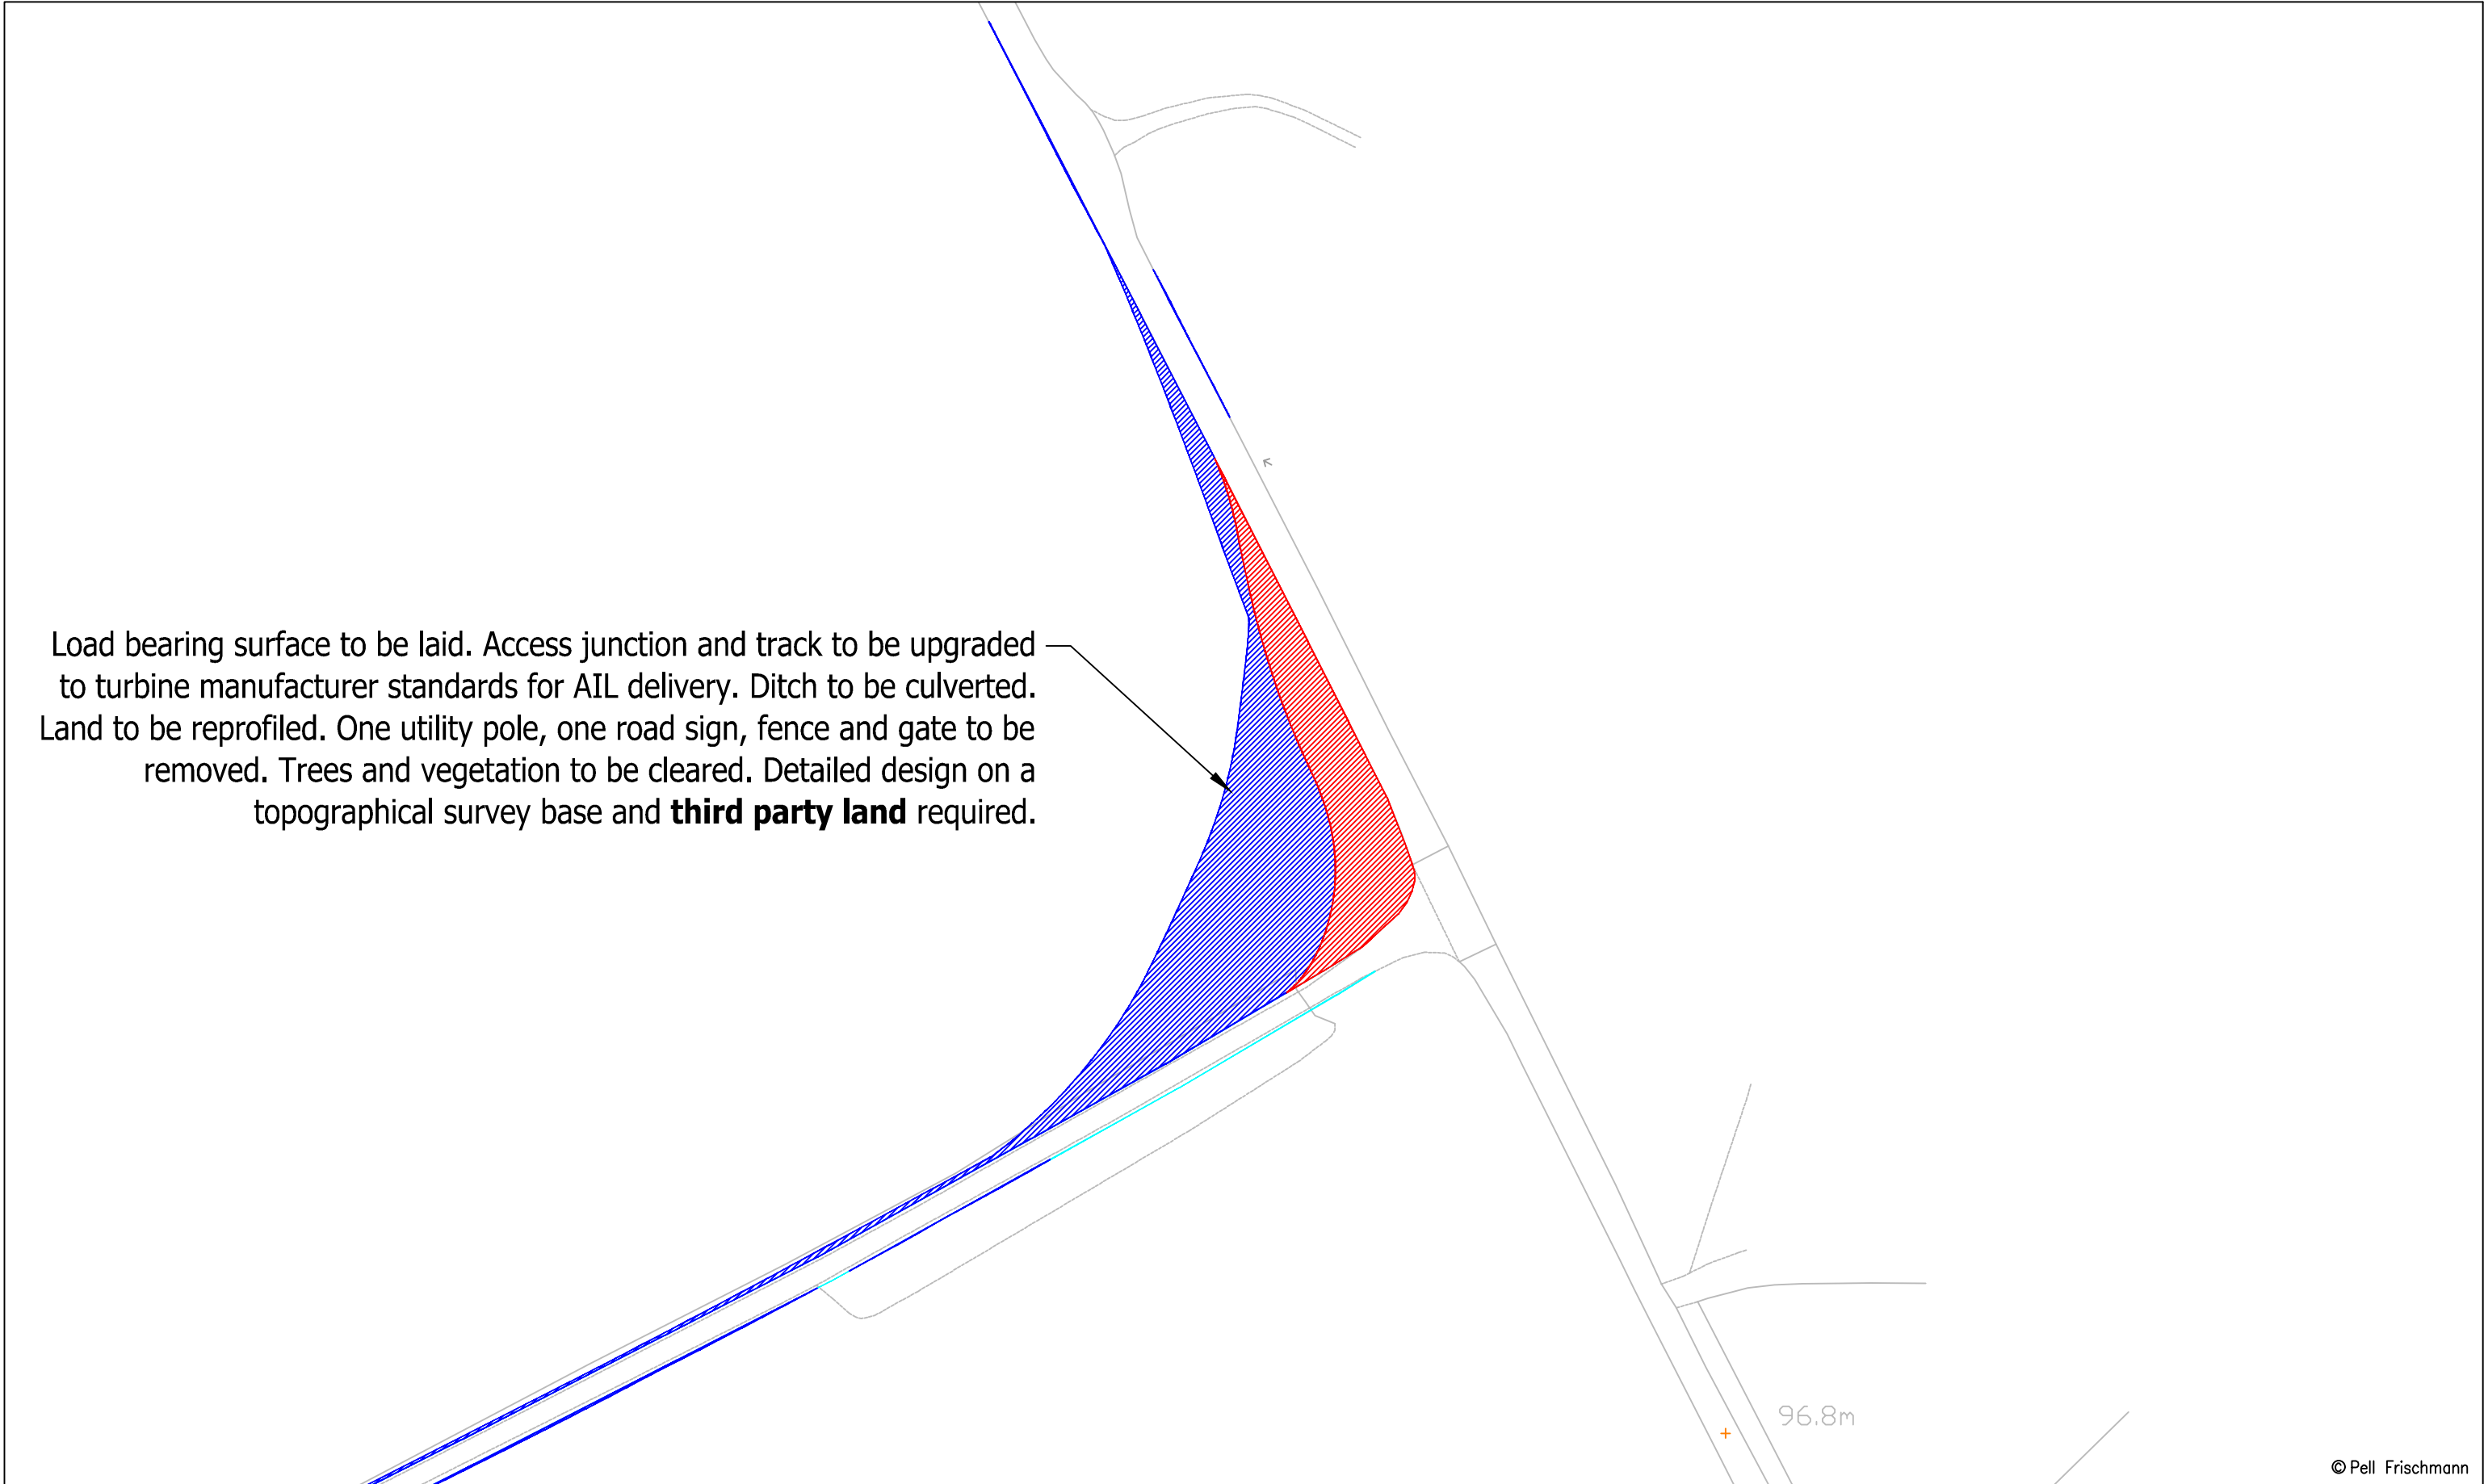 Load bearing surface to be laid. Access junction and track to be upgraded
to turbine manufacturer standards for AIL delivery. Ditch to be culverted.
Land to be reprofiled. One utility pole, one road sign, fence and gate to be
removed. Trees and vegetation to be cleared. Detailed design on a
topographical survey base and third party land required.
96.8m
© Pell Frischmann